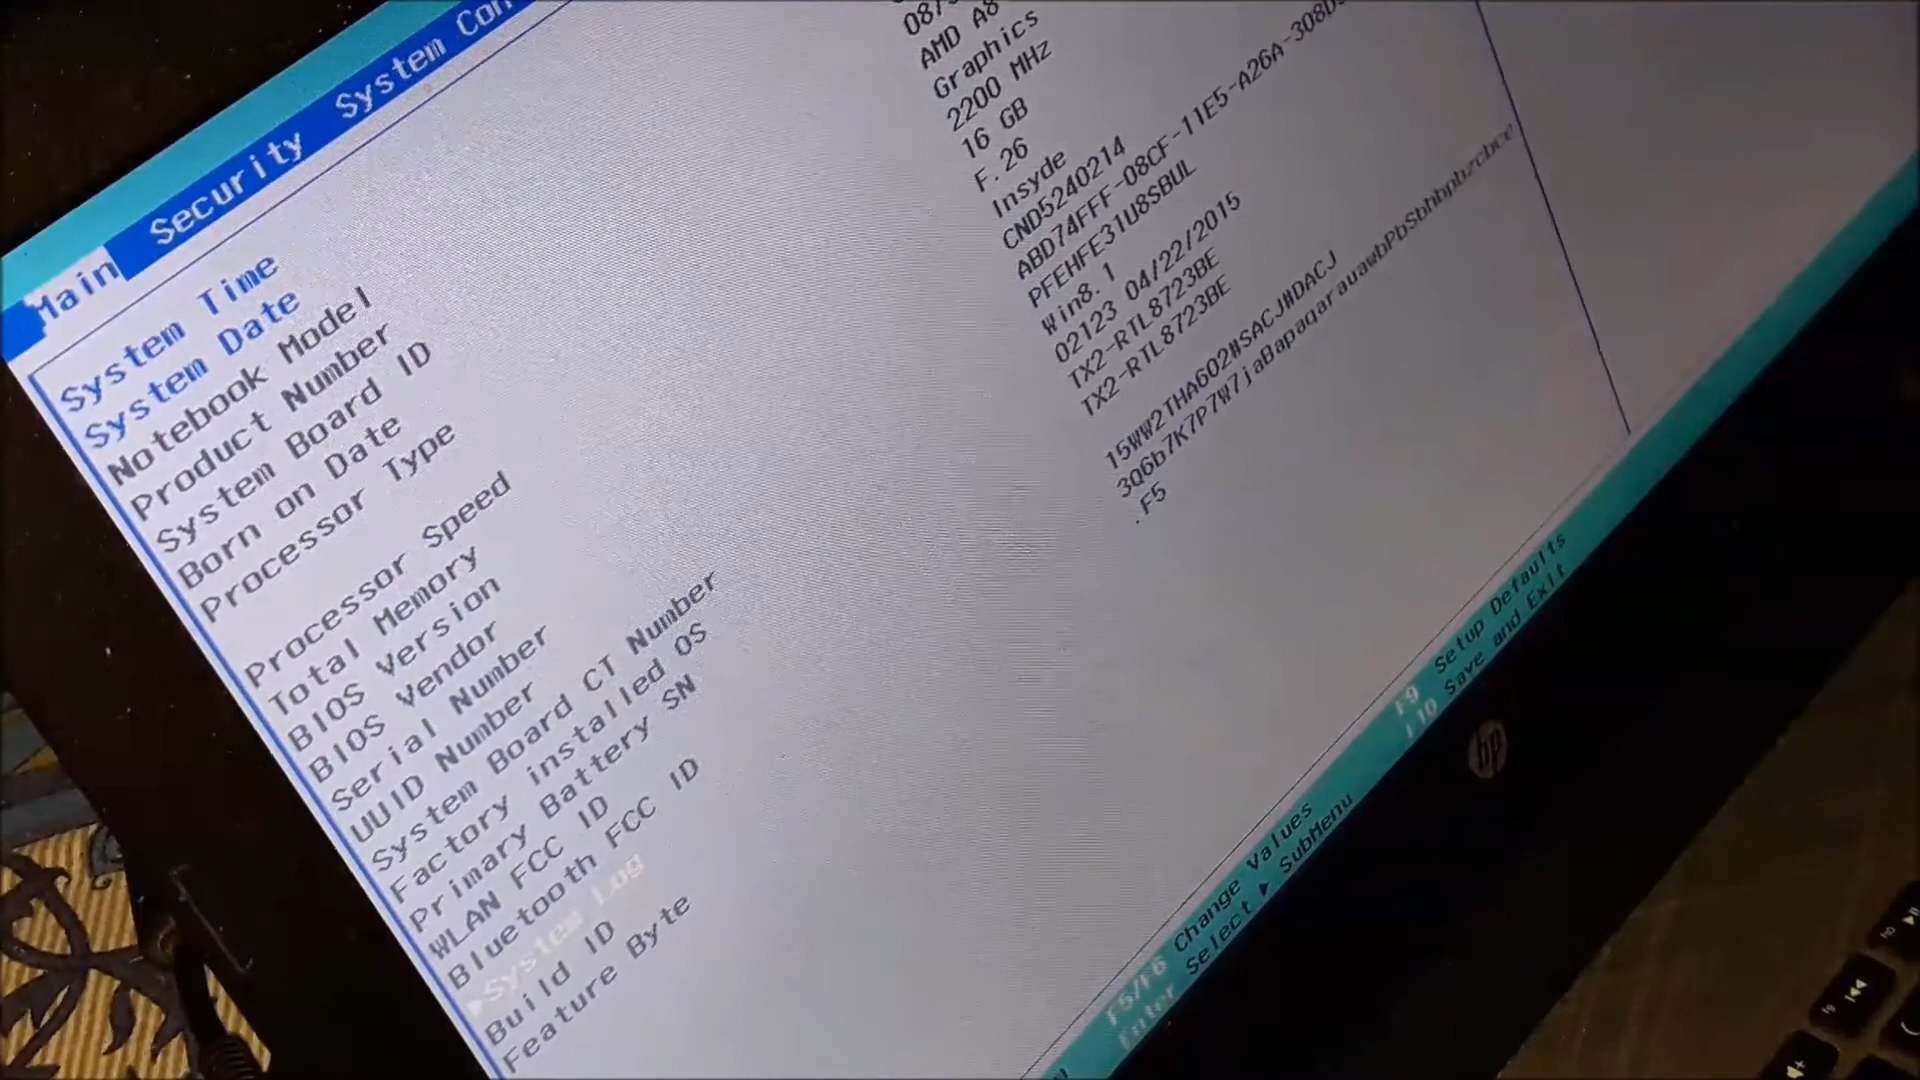 Main Security System Con
System Time
System Date
Notebook Model
Product Number
System Board ID
Born on Date
Processor Type
AMD A8
Graphics
Processor Speed
2200 MHz
Total Memory
16 GB
BIOS Version
F.26
BIOS Vendor
Insyde
Serial Number
CND5240214
UUID Number
ABD74FFF-08CF-11E5-A26A-308D
System Board CT Number
PFEHFE31U8SBUL
Factory installed OS
Win8.1
Primary Battery SN
02123 04/22/2015
WLAN FCC ID
TX2-RTL8723BE
Bluetooth FCC ID
TX2-RTL8723BE
▶System Log
Build ID
15WW2THA602#SACJ#DACJ
Feature Byte
3Q6b7K7P7W7jaBapaqarauawbPbSbhbpbzcbce
.F5
F5/F6 Change Values
Enter Select ▶ SubMenu
F9 Setup Defaults
F10 Save and Exit
hp